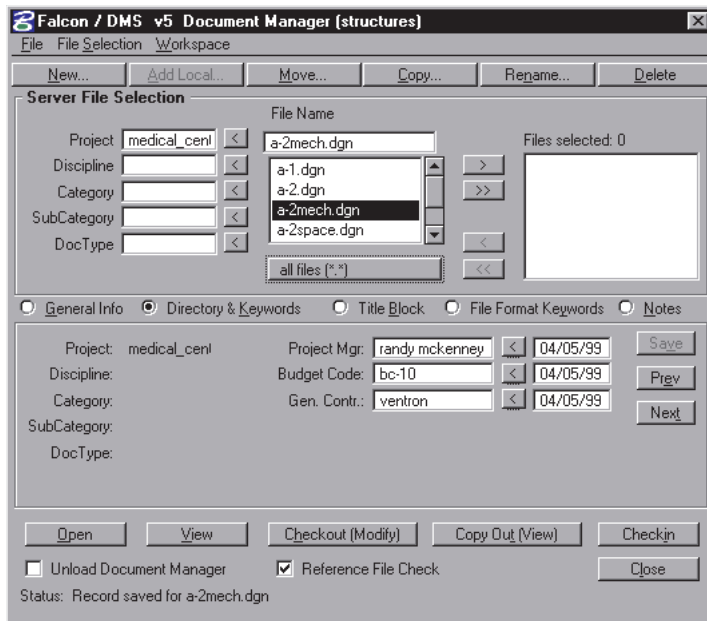 Falcon / DMS v5 Document Manager (structures)
File File Selection Workspace
New... Add Local... Move... Copy... Rename... Delete
Server File Selection
File Name
Project medical_cen < a-2mech.dgn Files selected: 0
Discipline < a-1.dgn >
Category < a-2.dgn >>
SubCategory < a-2mech.dgn
DocType < a-2space.dgn <
all files (*.*) <<
General Info Directory & Keywords Title Block File Format Keywords Notes
Project: medical_cen Project Mgr: randy mckenney < 04/05/99 Save
Discipline: Budget Code: bc-10 < 04/05/99 Prev
Category: Gen. Contr.: ventron < 04/05/99 Next
SubCategory:
DocType:
Open View Checkout (Modify) Copy Out (View) Checkin
Unload Document Manager Reference File Check Close
Status: Record saved for a-2mech.dgn